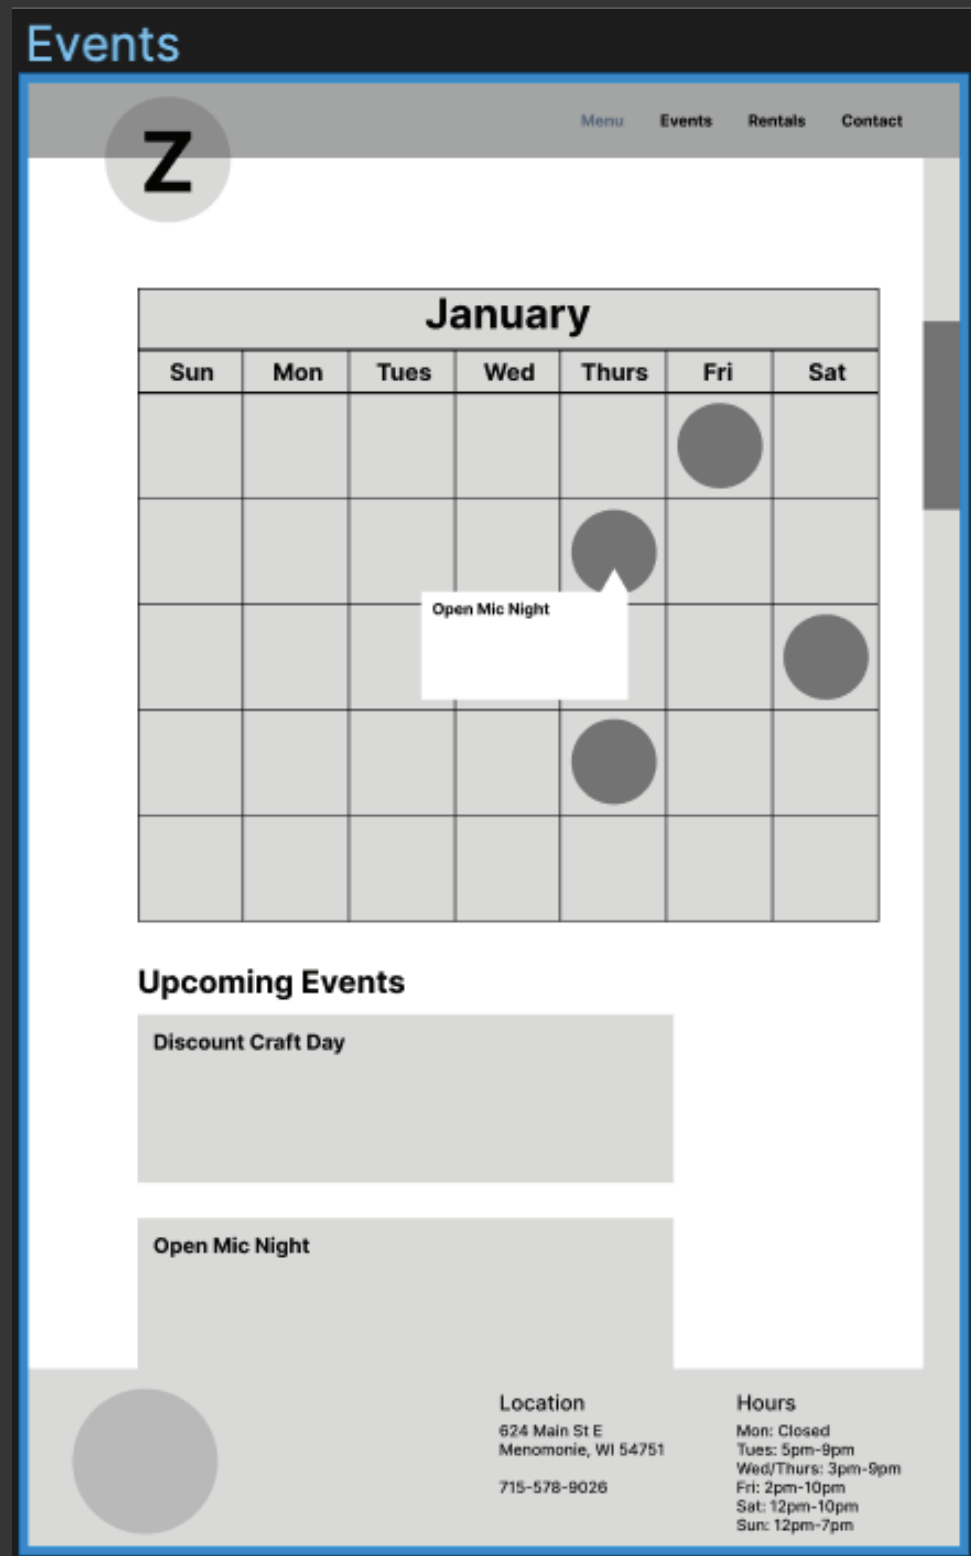 Events
Z
Menu Events Rentals Contact
January
Sun Mon Tues Wed Thurs Fri Sat
Open Mic Night
Upcoming Events
Discount Craft Day
Open Mic Night
Location
624 Main St E
Menomonie, WI 54751
715-578-9026
Hours
Mon: Closed
Tues: 5pm-9pm
Wed/Thurs: 3pm-9pm
Fri: 2pm-10pm
Sat: 12pm-10pm
Sun: 12pm-7pm